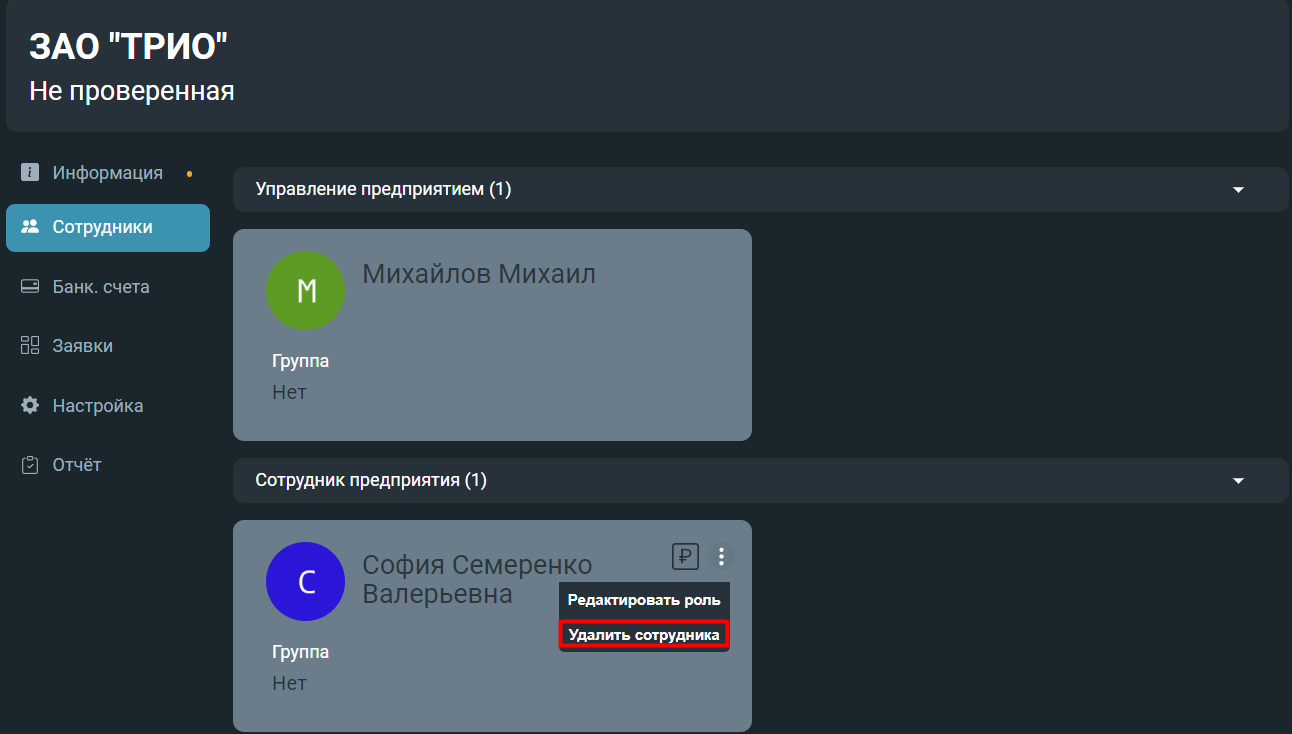 ЗАО "ТРИО"
Не проверенная
Информация
Сотрудники
Банк. счета
Заявки
Настройка
Отчёт
Управление предприятием (1)
М
Михайлов Михаил
Группа
Нет
Сотрудник предприятия (1)
С
София Семеренко
Валерьевна
₽
Редактировать роль
Удалить сотрудника
Группа
Нет